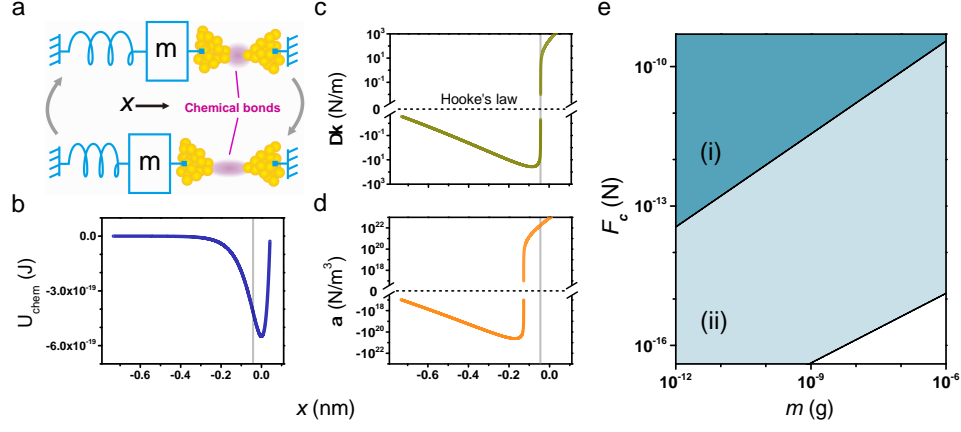 a
m
x
Chemical bonds
m
b
0.0
-3.0x10⁻¹⁹
-6.0x10⁻¹⁹
U_chem (J)
-0.6 -0.4 -0.2 0.0
c
10³
10¹
10⁻¹
0
-10⁻¹
-10¹
-10³
Dk (N/m)
Hooke's law
d
10²²
10²⁰
10¹⁸
0
-10¹⁸
-10²⁰
-10²²
a (N/m³)
-0.6 -0.4 -0.2 0.0
x (nm)
e
10⁻¹⁰
10⁻¹³
10⁻¹⁶
F_c (N)
(i)
(ii)
10⁻¹² 10⁻⁹ 10⁻⁶
m (g)